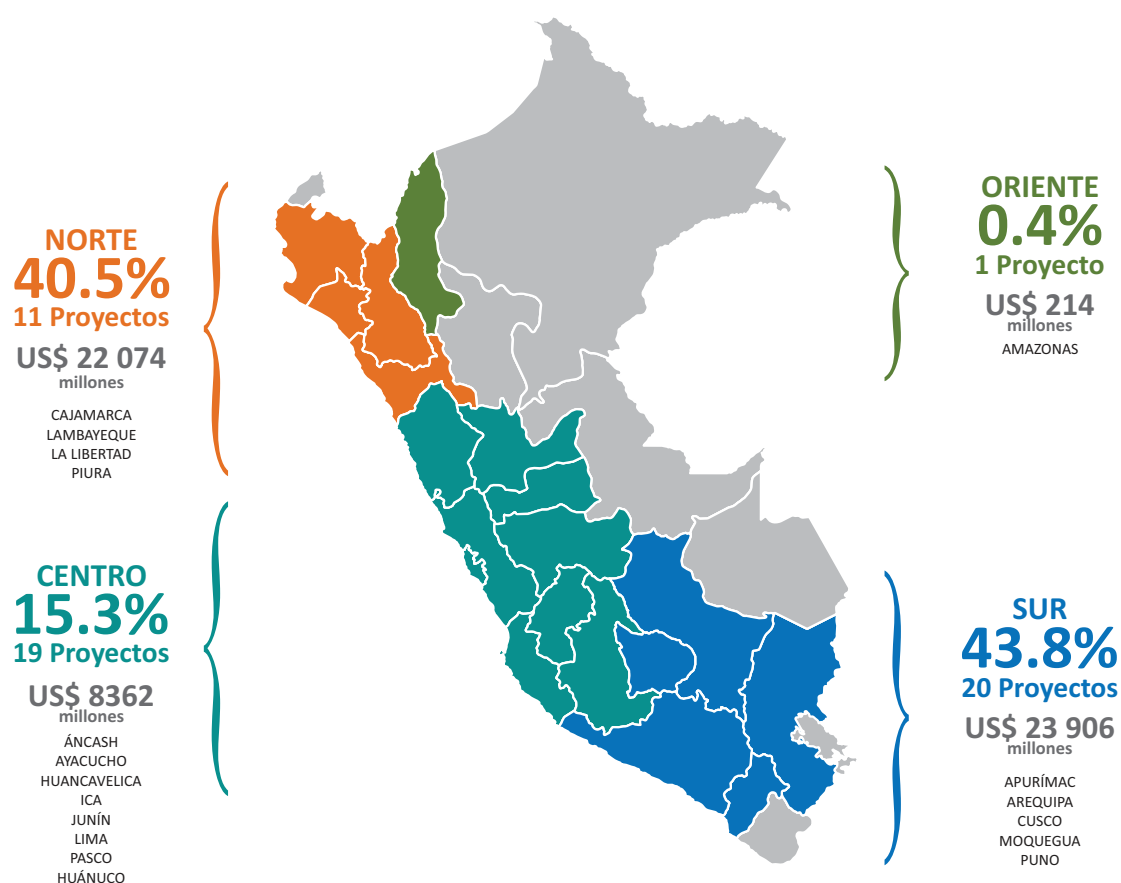 NORTE
40.5%
11 Proyectos
US$ 22 074
millones
CAJAMARCA
LAMBAYEQUE
LA LIBERTAD
PIURA
CENTRO
15.3%
19 Proyectos
US$ 8362
millones
ÁNCASH
AYACUCHO
HUANCAVELICA
ICA
JUNÍN
LIMA
PASCO
HUÁNUCO
ORIENTE
0.4%
1 Proyecto
US$ 214
millones
AMAZONAS
SUR
43.8%
20 Proyectos
US$ 23 906
millones
APURÍMAC
AREQUIPA
CUSCO
MOQUEGUA
PUNO